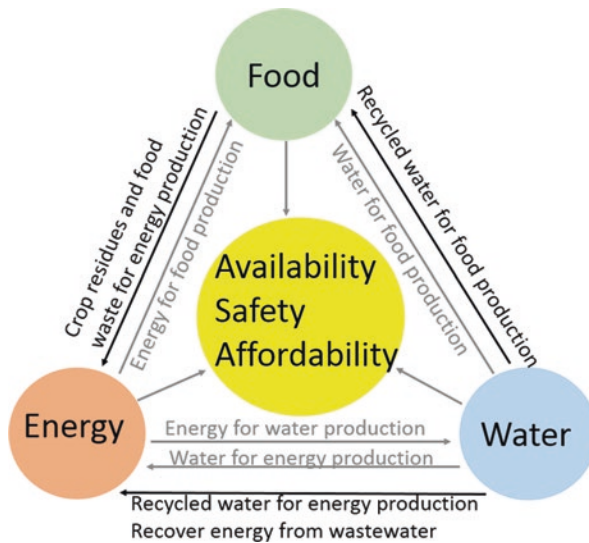 Food
Crop residues and food
waste for energy production
Energy for food production
Water for food production
Recycled water for food production
Availability
Safety
Affordability
Energy
Energy for water production
Water for energy production
Water
Recycled water for energy production
Recover energy from wastewater